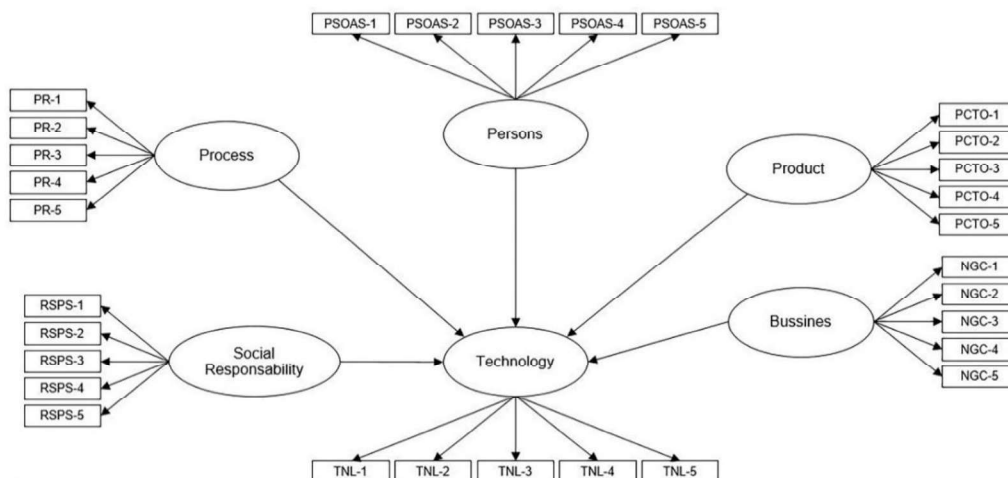 PSOAS-1 PSOAS-2 PSOAS-3 PSOAS-4 PSOAS-5
Persons
PR-1
PR-2
PR-3
PR-4
PR-5
Process
Product
PCTO-1
PCTO-2
PCTO-3
PCTO-4
PCTO-5
RSPS-1
RSPS-2
RSPS-3
RSPS-4
RSPS-5
Social
Responsability
Technology
Bussines
NGC-1
NGC-2
NGC-3
NGC-4
NGC-5
TNL-1 TNL-2 TNL-3 TNL-4 TNL-5